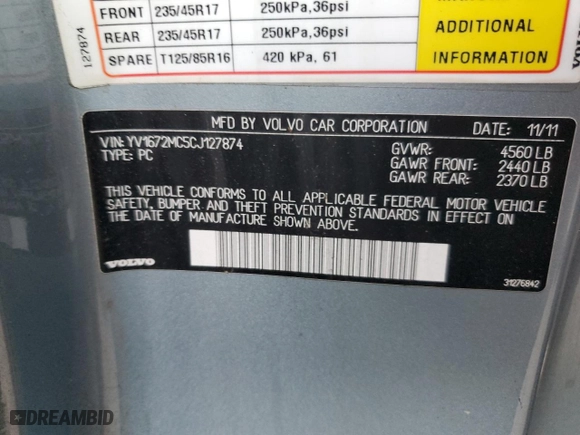 FRONT 235/45R17 250kPa,36psi
REAR 235/45R17 250kPa,36psi
SPARE T125/85R16 420 kPa, 61
ADDITIONAL
INFORMATION
127874
MFD BY VOLVO CAR CORPORATION DATE: 11/11
VIN: YV1672MC5CJ127874
TYPE: PC
GVWR: 4560 LB
GAWR FRONT: 2440 LB
GAWR REAR: 2370 LB
THIS VEHICLE CONFORMS TO ALL APPLICABLE FEDERAL MOTOR VEHICLE
SAFETY, BUMPER AND THEFT PREVENTION STANDARDS IN EFFECT ON
THE DATE OF MANUFACTURE SHOWN ABOVE.
VOLVO
31276842
DREAMBID